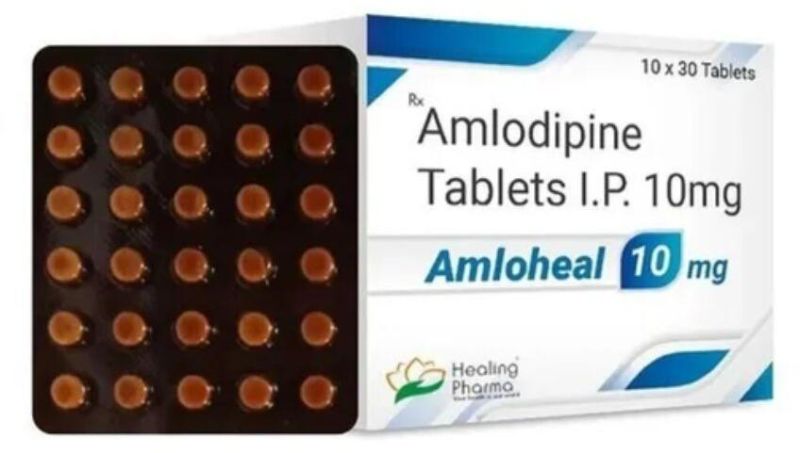 10 x 30 Tablets
Rx
Amlodipine
Tablets I.P. 10mg
Amloheal 10 mg
Healing
Pharma